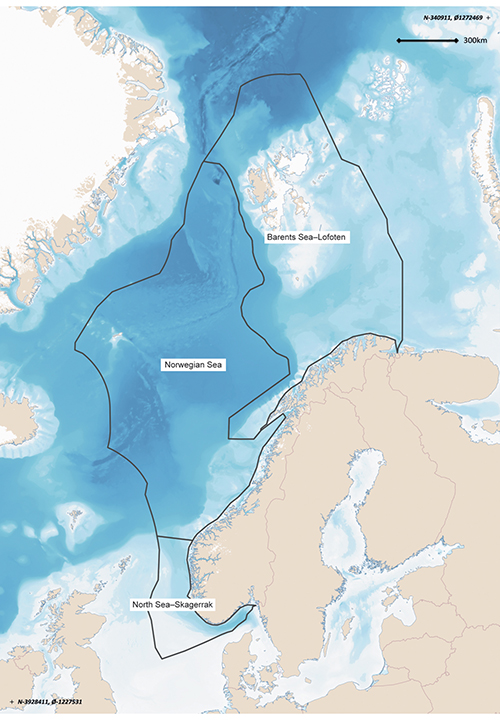 N-340911, Ø1272469 +
300km
Barents Sea–Lofoten
Norwegian Sea
North Sea–Skagerrak
+ N-3928411, Ø-1227531